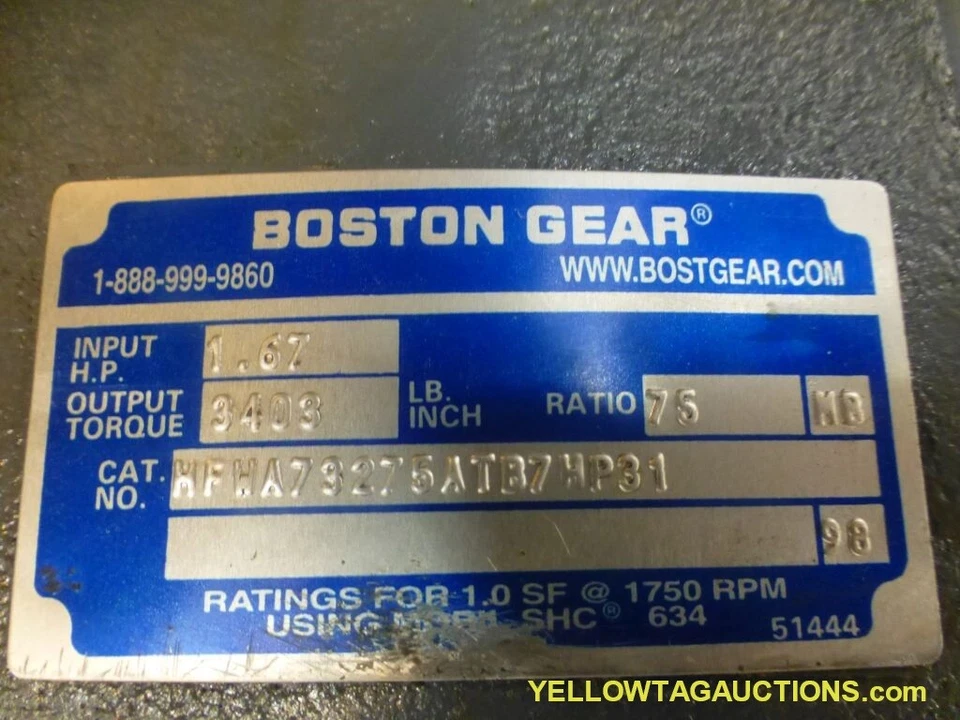 BOSTON GEAR®
1-888-999-9860 WWW.BOSTGEAR.COM
INPUT H.P. 1.67
OUTPUT TORQUE 3403 LB. INCH RATIO 75 MB
CAT. NO. HFWA73275ATB7HP31
98
RATINGS FOR 1.0 SF @ 1750 RPM
USING MOBIL SHC® 634
51444
YELLOWTAGAUCTIONS.com